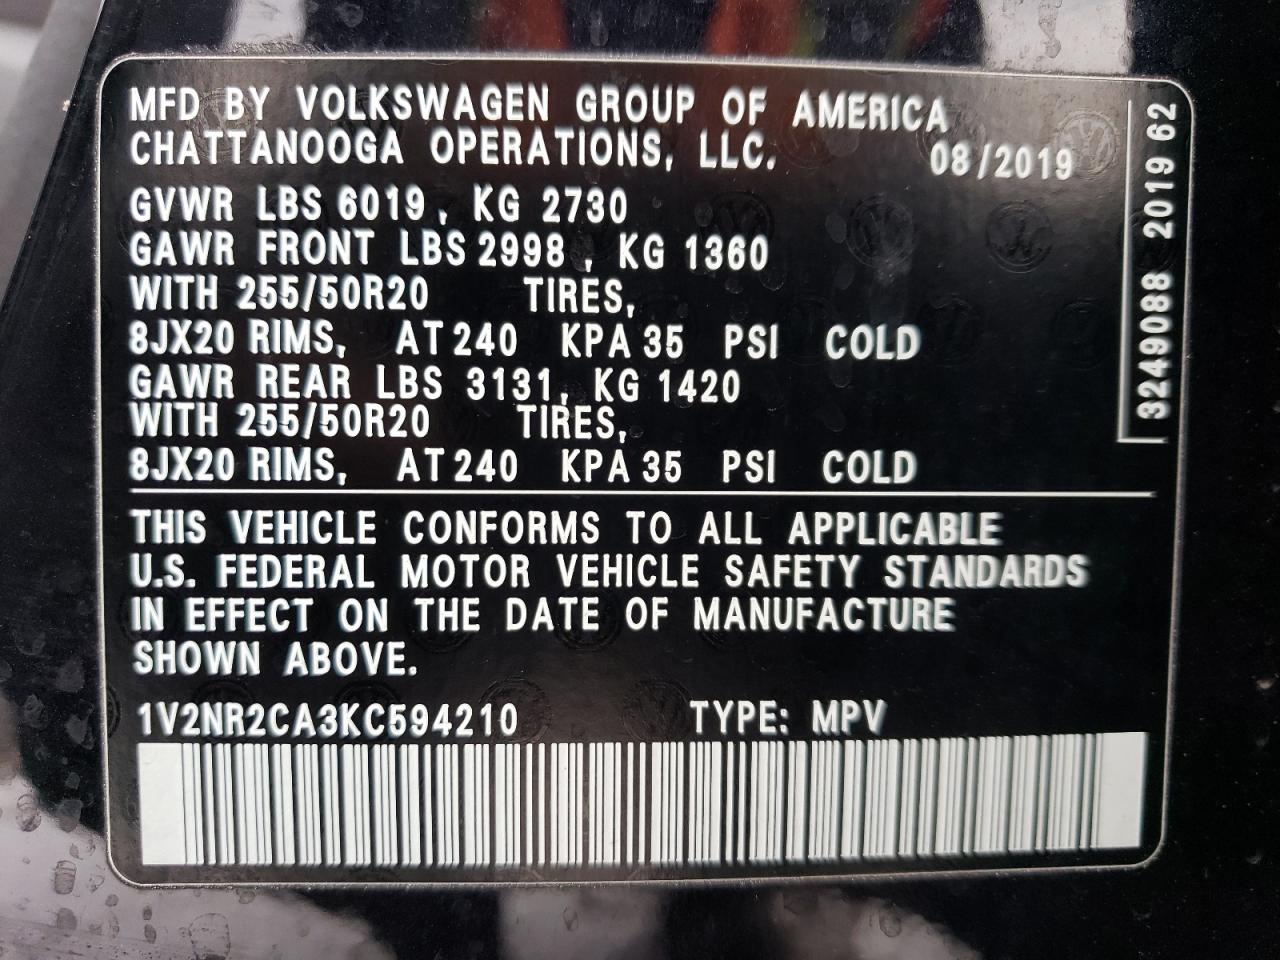 MFD BY VOLKSWAGEN GROUP OF AMERICA
CHATTANOOGA OPERATIONS, LLC. 08/2019
GVWR LBS 6019, KG 2730
GAWR FRONT LBS 2998, KG 1360
WITH 255/50R20 TIRES,
8JX20 RIMS, AT 240 KPA 35 PSI COLD
GAWR REAR LBS 3131, KG 1420
WITH 255/50R20 TIRES,
8JX20 RIMS, AT 240 KPA 35 PSI COLD
THIS VEHICLE CONFORMS TO ALL APPLICABLE
U.S. FEDERAL MOTOR VEHICLE SAFETY STANDARDS
IN EFFECT ON THE DATE OF MANUFACTURE
SHOWN ABOVE.
1V2NR2CA3KC594210 TYPE: MPV
3249088 2019 62